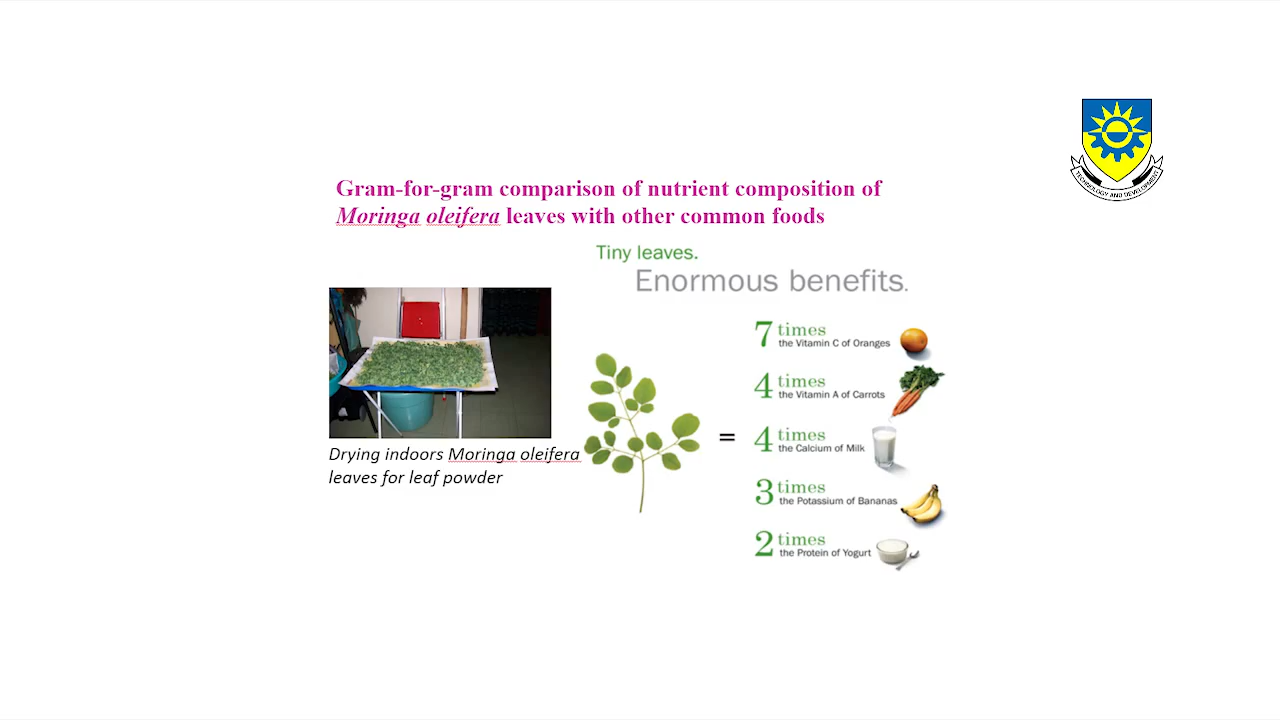 Gram-for-gram comparison of nutrient composition of
Moringa oleifera leaves with other common foods
Tiny leaves.
Enormous benefits.
7 times
the Vitamin C of Oranges
4 times
the Vitamin A of Carrots
=
4 times
the Calcium of Milk
3 times
the Potassium of Bananas
2 times
the Protein of Yogurt
Drying indoors Moringa oleifera
leaves for leaf powder
TECHNOLOGY AND DEVELOPMENT